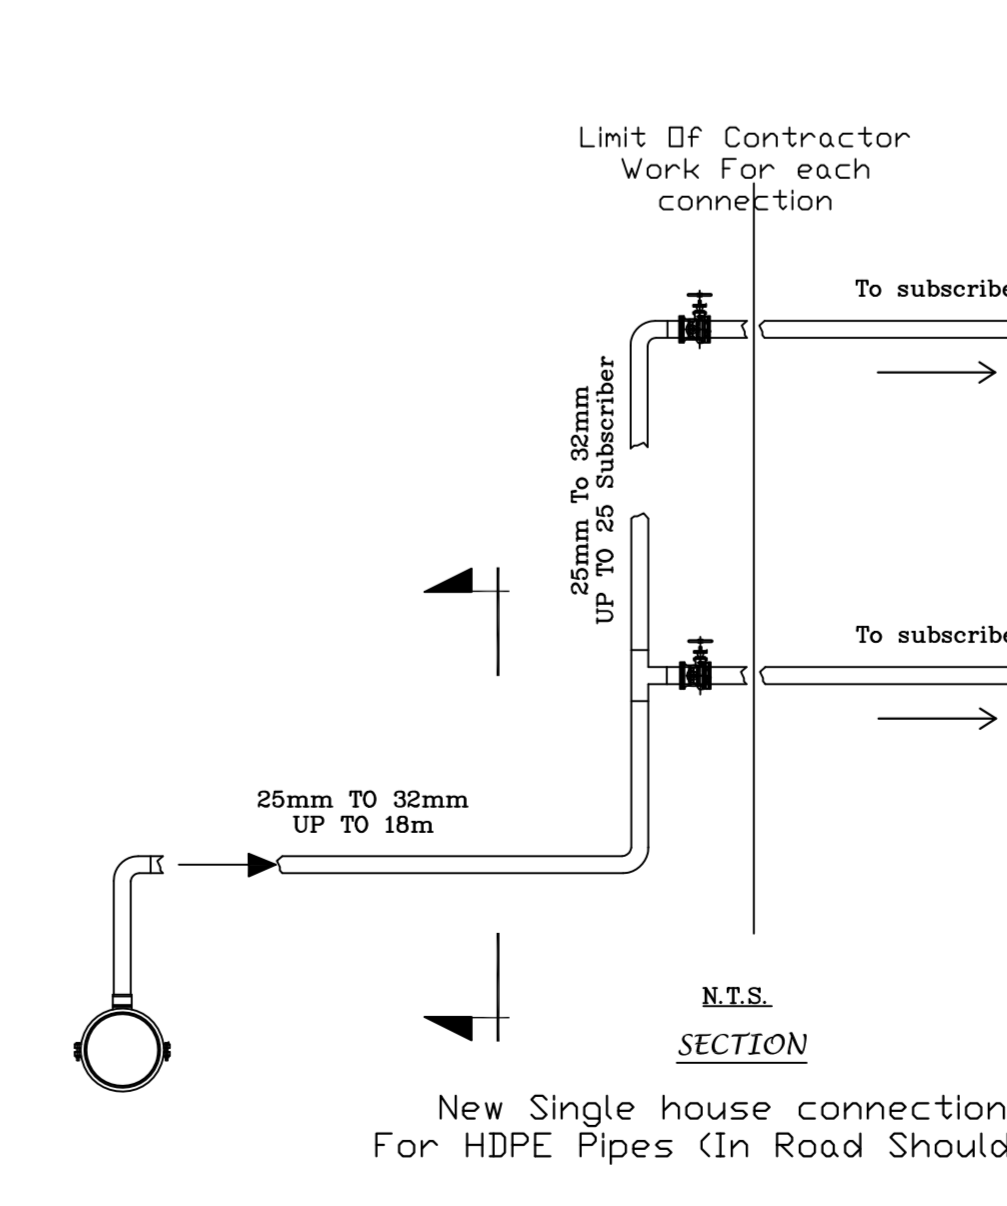 Limit Of Contractor
Work For each
connection
To subscribe
25mm To 32mm
UP TO 25 Subscriber
To subscribe
25mm TO 32mm
UP TO 18m
N.T.S.
SECTION
New Single house connection
For HDPE Pipes (In Road Should